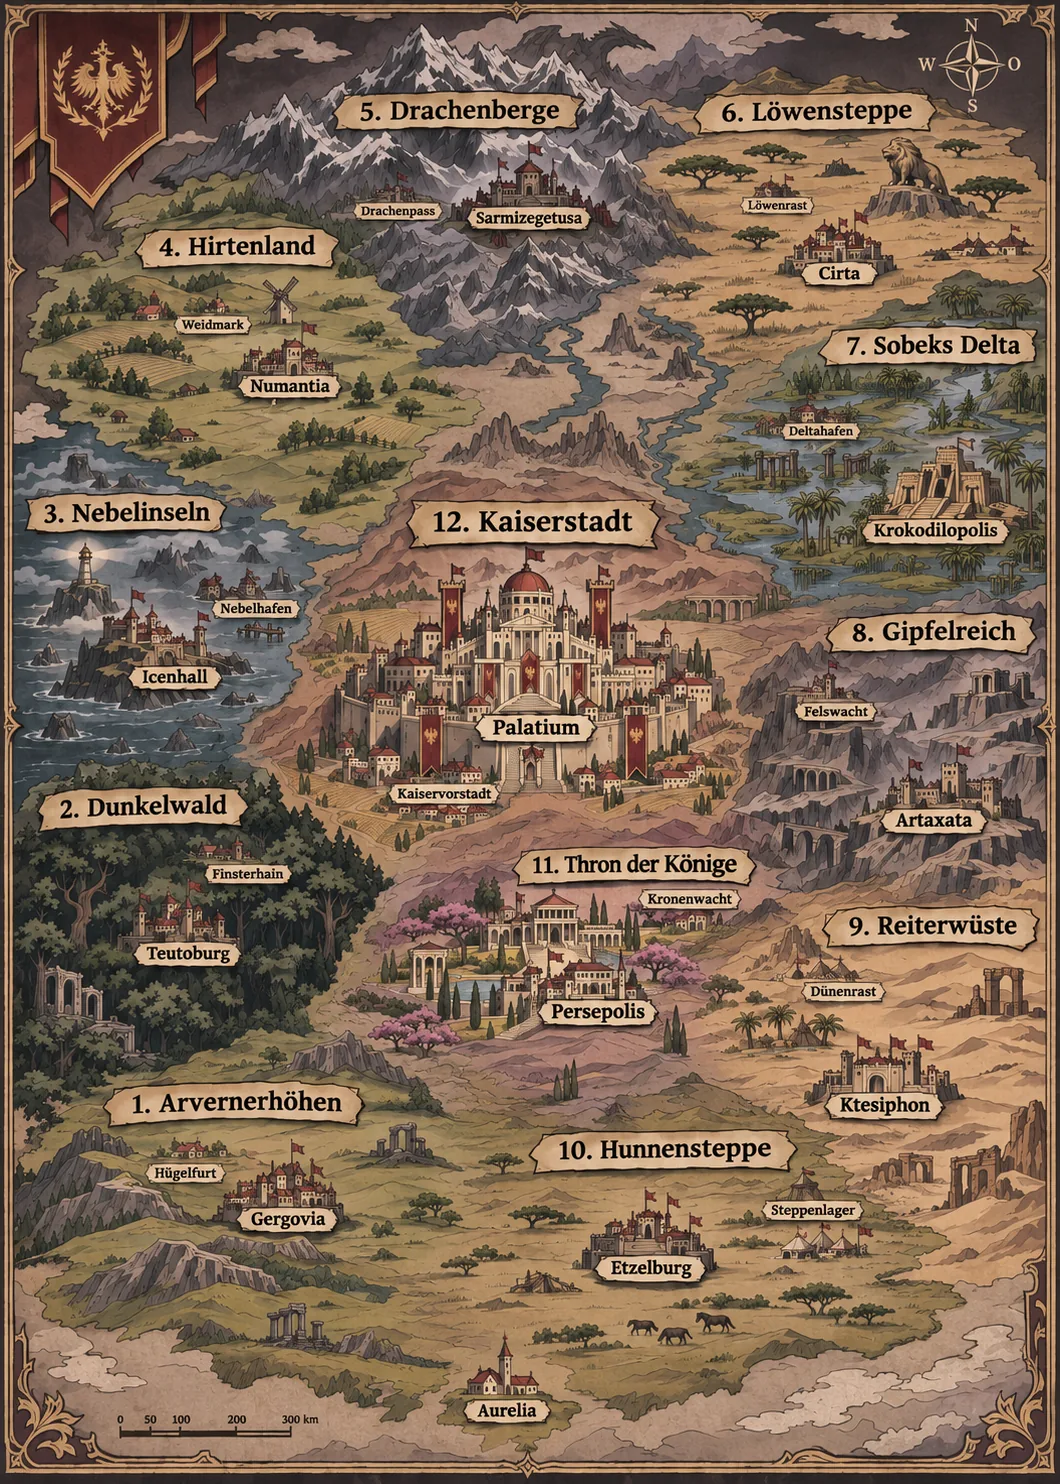 N
W O
S
5. Drachenberge
6. Löwensteppe
Drachenpass
Sarmizegetusa
Löwenrast
Cirta
4. Hirtenland
Weidmark
Numantia
7. Sobeks Delta
Deltahafen
Krokodilopolis
3. Nebelinseln
Nebelhafen
Icenhall
12. Kaiserstadt
Palatium
Kaiservorstadt
8. Gipfelreich
Felswacht
Artaxata
2. Dunkelwald
Finsterhain
Teutoburg
11. Thron der Könige
Kronenwacht
Persepolis
9. Reiterwüste
Dünenrast
Ktesiphon
1. Arvernerhöhen
Hügelfurt
Gergovia
10. Hunnensteppe
Steppenlager
Etzelburg
Aurelia
0 50 100 200 300 km